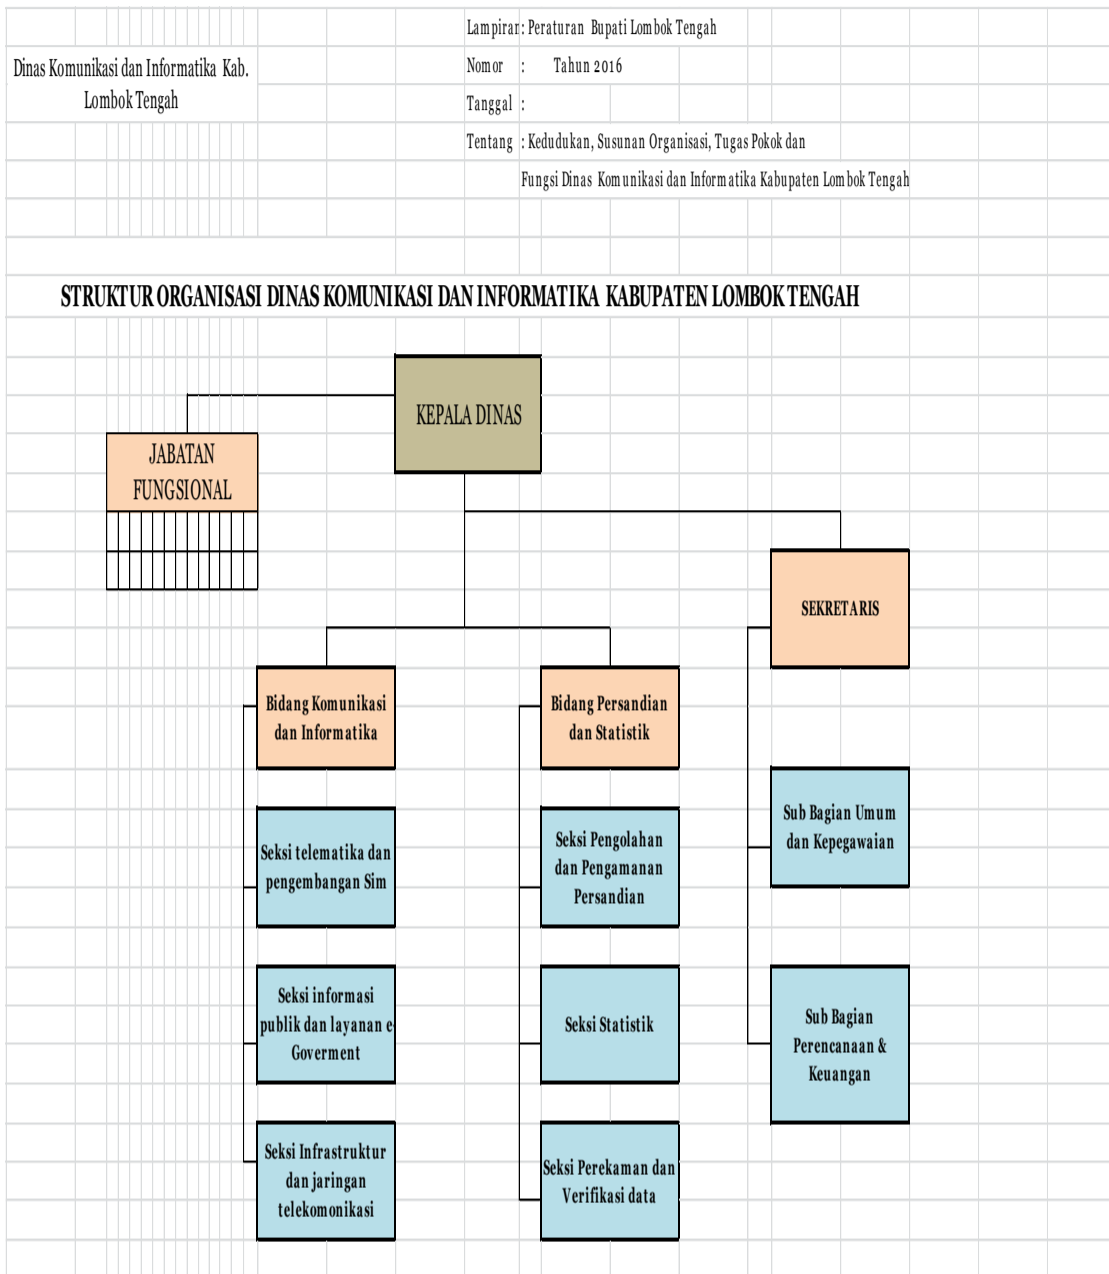 Lampiran : Peraturan Bupati Lombok Tengah
Dinas Komunikasi dan Informatika Kab.
Lombok Tengah
Nomor : Tahun 2016
Tanggal :
Tentang : Kedudukan, Susunan Organisasi, Tugas Pokok dan
Fungsi Dinas Komunikasi dan Informatika Kabupaten Lombok Tengah
STRUKTUR ORGANISASI DINAS KOMUNIKASI DAN INFORMATIKA KABUPATEN LOMBOK TENGAH
KEPALA DINAS
JABATAN
FUNGSIONAL
SEKRETARIS
Bidang Komunikasi
dan Informatika
Bidang Persandian
dan Statistik
Sub Bagian Umum
dan Kepegawaian
Seksi telematika dan
pengembangan Sim
Seksi Pengolahan
dan Pengamanan
Persandian
Seksi informasi
publik dan layanan e-
Goverment
Seksi Statistik
Sub Bagian
Perencanaan &
Keuangan
Seksi Infrastruktur
dan jaringan
telekomonikasi
Seksi Perekaman dan
Verifikasi data